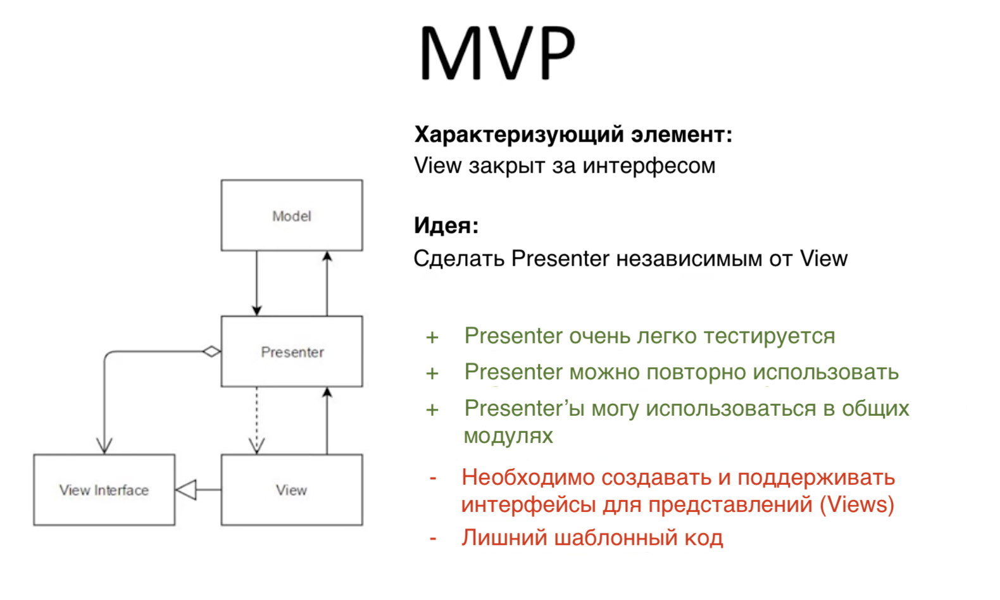 MVP
Характеризующий элемент:
View закрыт за интерфесом
Идея:
Сделать Presenter независимым от View
+ Presenter очень легко тестируется
+ Presenter можно повторно использовать
+ Presenter’ы могу использоваться в общих
модулях
- Необходимо создавать и поддерживать
интерфейсы для представлений (Views)
- Лишний шаблонный код
Model
Presenter
View Interface
View